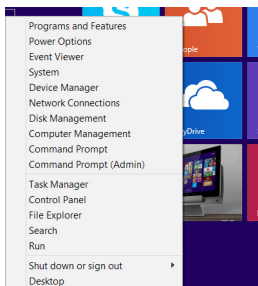 Programs and Features
Power Options
Event Viewer
System
Device Manager
Network Connections
Disk Management
Computer Management
Command Prompt
Command Prompt (Admin)
Task Manager
Control Panel
File Explorer
Search
Run
Shut down or sign out
Desktop